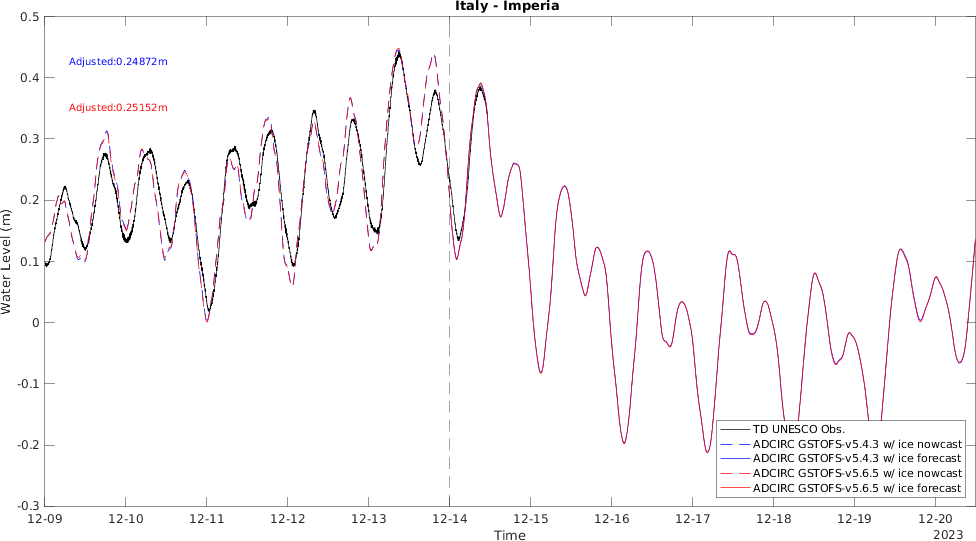 Italy - Imperia
Adjusted:0.24872m
Adjusted:0.25152m
Water Level (m)
0.5
0.4
0.3
0.2
0.1
0
-0.1
-0.2
-0.3
TD UNESCO Obs.
ADCIRC GSTOFS-v5.4.3 w/ ice nowcast
ADCIRC GSTOFS-v5.4.3 w/ ice forecast
ADCIRC GSTOFS-v5.6.5 w/ ice nowcast
ADCIRC GSTOFS-v5.6.5 w/ ice forecast
12-09 12-10 12-11 12-12 12-13 12-14 12-15 12-16 12-17 12-18 12-19 12-20
Time
2023